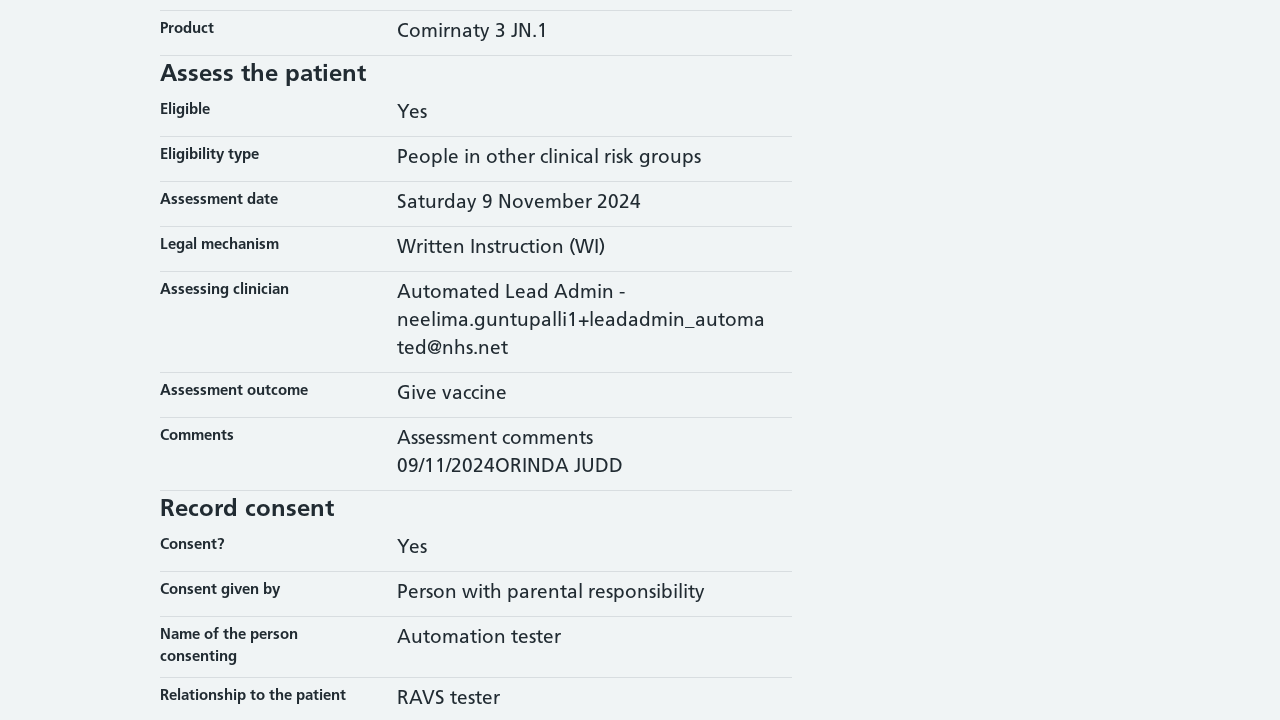 Product
Comirnaty 3 JN.1
Assess the patient
Eligible
Yes
Eligibility type
People in other clinical risk groups
Assessment date
Saturday 9 November 2024
Legal mechanism
Written Instruction (WI)
Assessing clinician
Automated Lead Admin -
neelima.guntupalli1+leadadmin_automa
ted@nhs.net
Assessment outcome
Give vaccine
Comments
Assessment comments
09/11/2024ORINDA JUDD
Record consent
Consent?
Yes
Consent given by
Person with parental responsibility
Name of the person
consenting
Automation tester
Relationship to the patient
RAVS tester